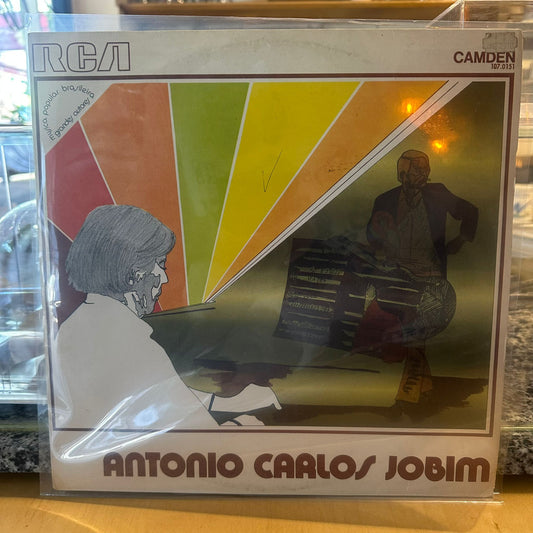 RCA
CAMDEN
107.0151
música popular brasileira
grandes autores
ANTONIO CARLOS JOBIM